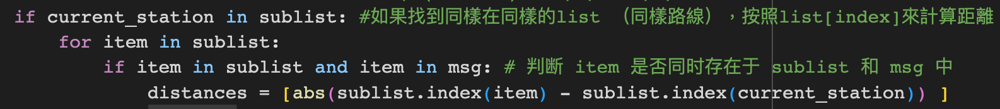 if current_station in sublist: #如果找到同樣在同樣的list （同樣路線），按照list[index]來計算距離
for item in sublist:
if item in sublist and item in msg: # 判断 item 是否同时存在于 sublist 和 msg 中
distances = [abs(sublist.index(item) - sublist.index(current_station)) ]